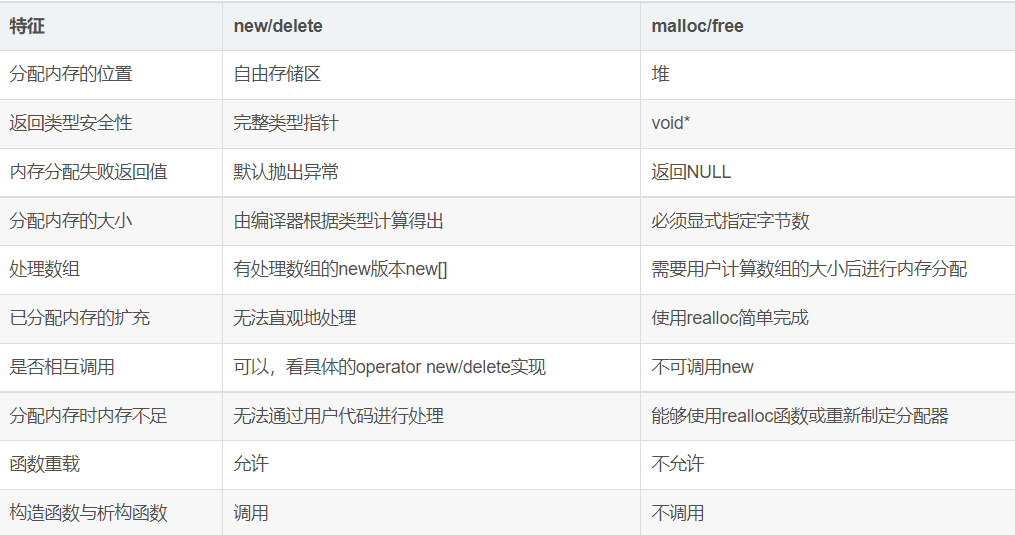 特征 new/delete malloc/free
分配内存的位置 自由存储区 堆
返回类型安全性 完整类型指针 void*
内存分配失败返回值 默认抛出异常 返回NULL
分配内存的大小 由编译器根据类型计算得出 必须显式指定字节数
处理数组 有处理数组的new版本new[] 需要用户计算数组的大小后进行内存分配
已分配内存的扩充 无法直观地处理 使用realloc简单完成
是否相互调用 可以，看具体的operator new/delete实现 不可调用new
分配内存时内存不足 无法通过用户代码进行处理 能够使用realloc函数或重新制定分配器
函数重载 允许 不允许
构造函数与析构函数 调用 不调用